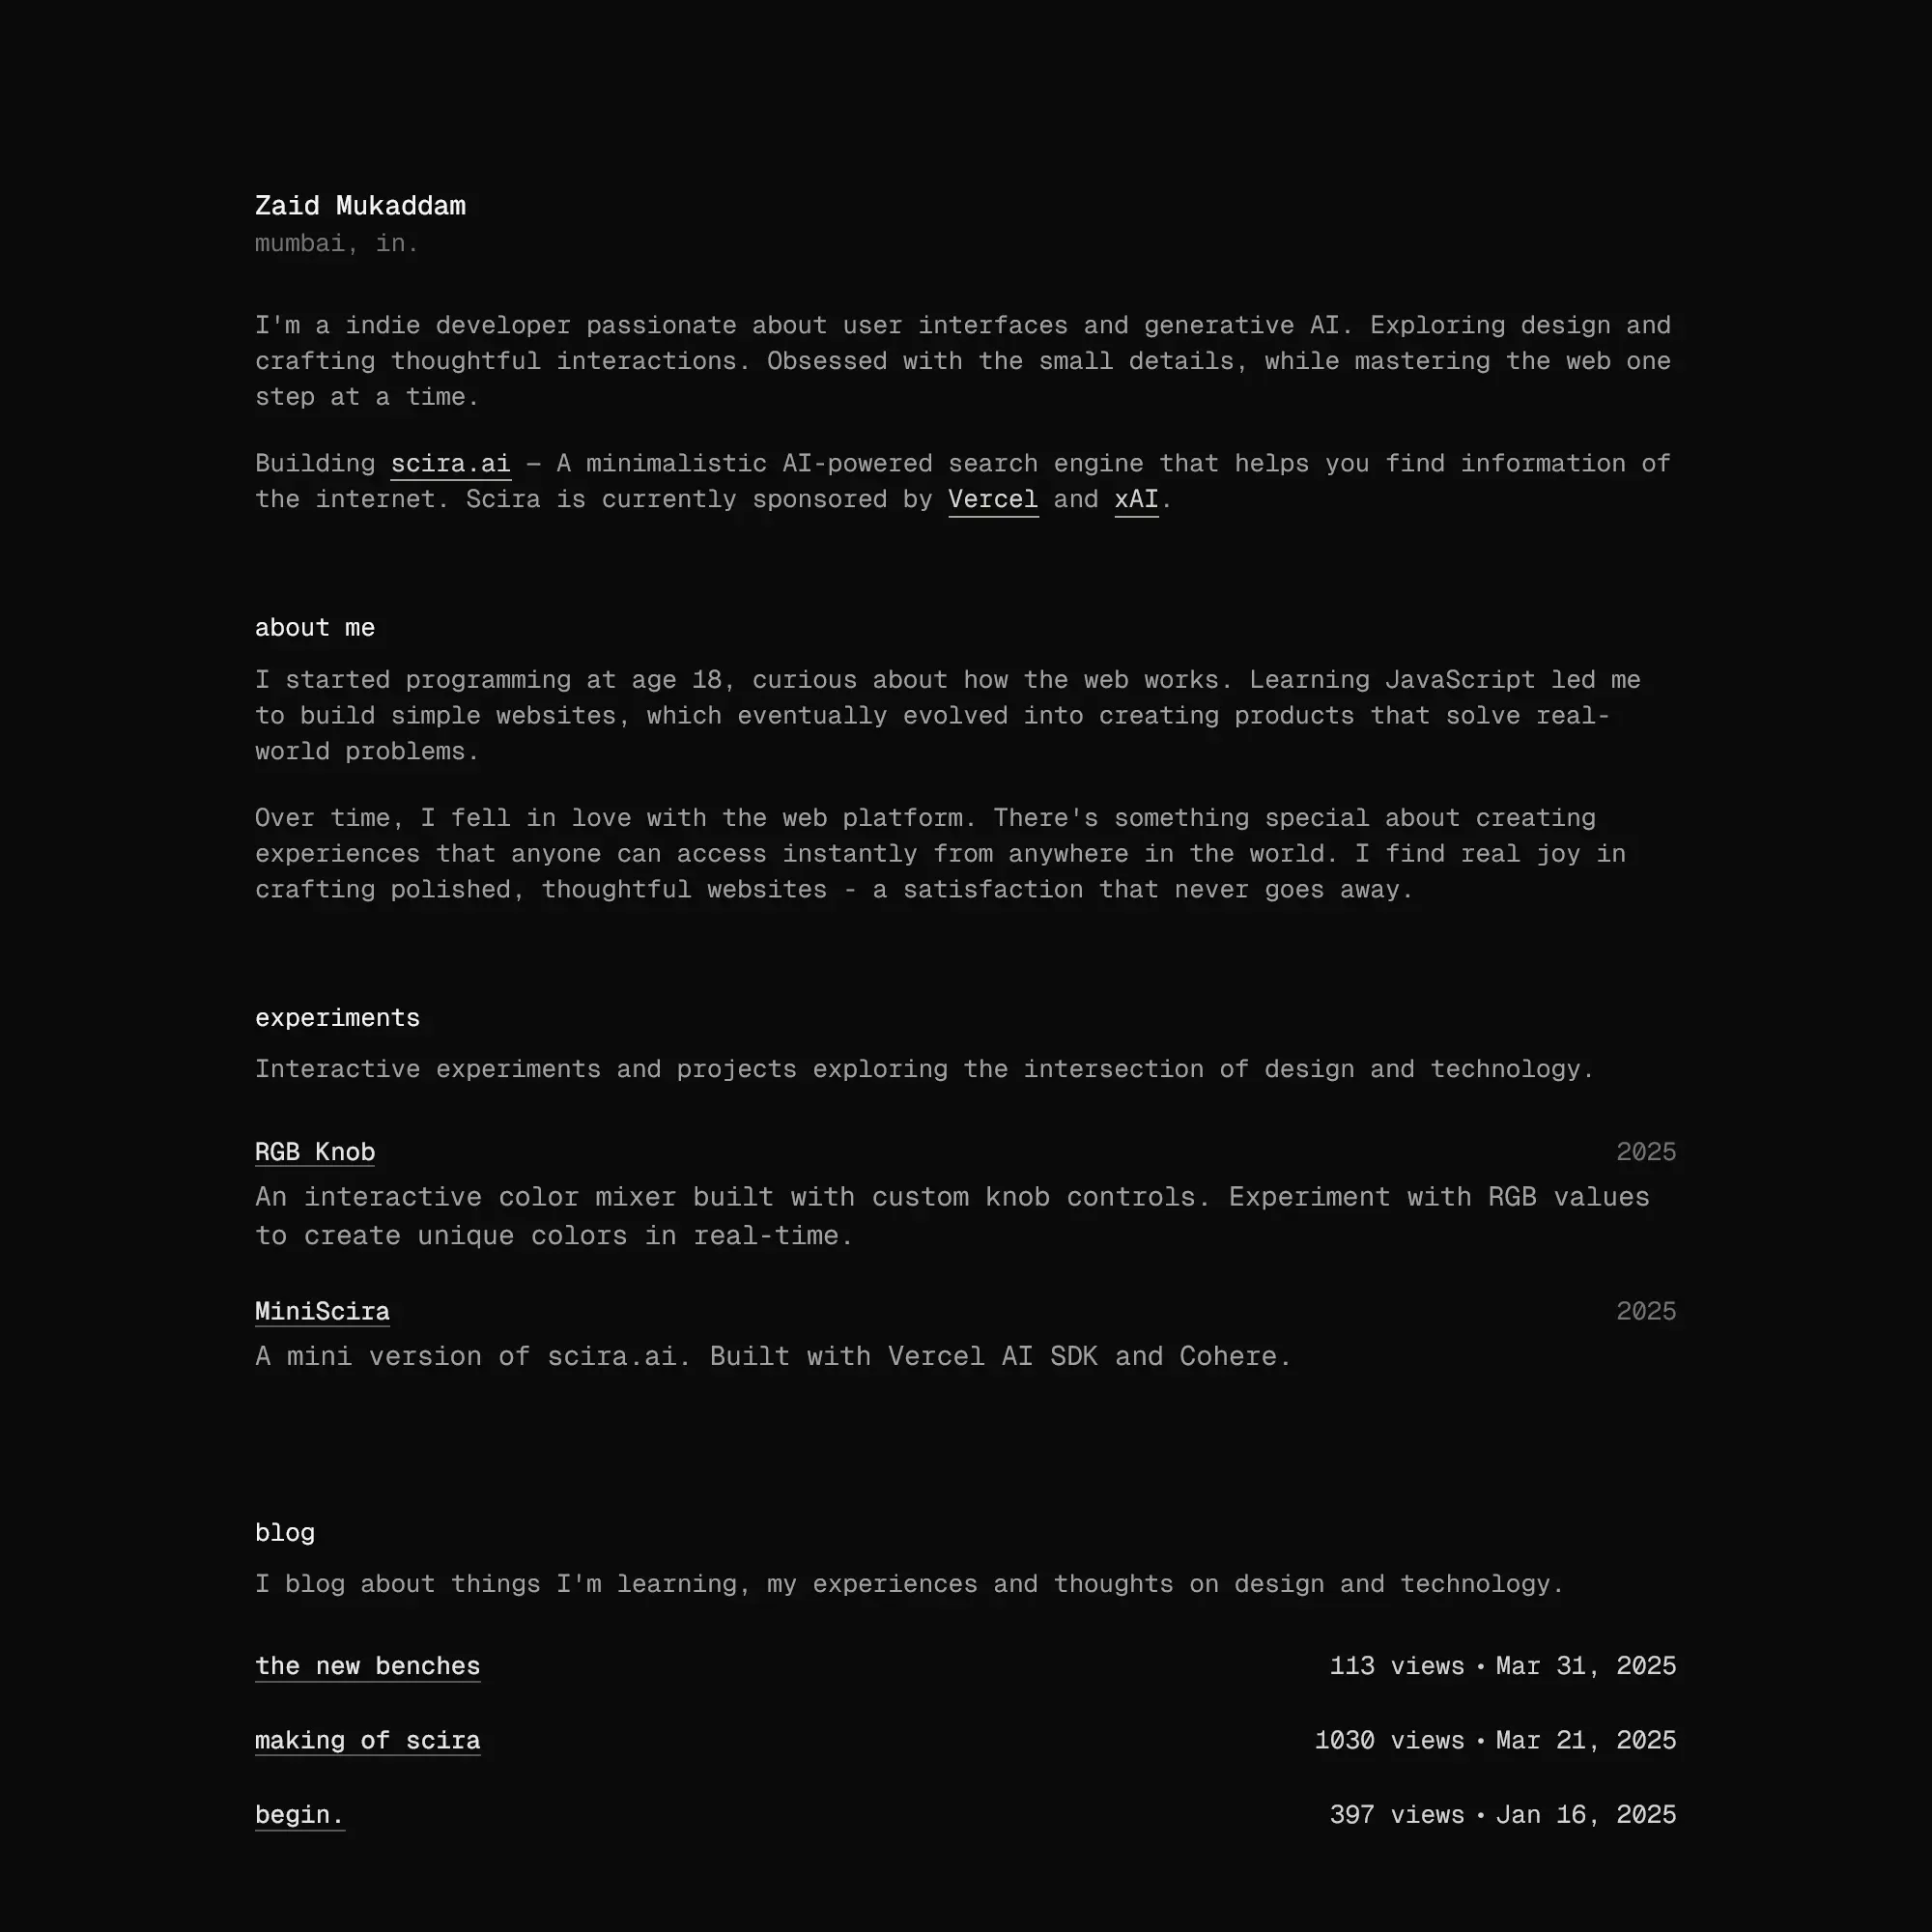 Zaid Mukaddam
mumbai, in.
I'm a indie developer passionate about user interfaces and generative AI. Exploring design and
crafting thoughtful interactions. Obsessed with the small details, while mastering the web one
step at a time.
Building scira.ai — A minimalistic AI-powered search engine that helps you find information of
the internet. Scira is currently sponsored by Vercel and xAI.
about me
I started programming at age 18, curious about how the web works. Learning JavaScript led me
to build simple websites, which eventually evolved into creating products that solve real-
world problems.
Over time, I fell in love with the web platform. There's something special about creating
experiences that anyone can access instantly from anywhere in the world. I find real joy in
crafting polished, thoughtful websites - a satisfaction that never goes away.
experiments
Interactive experiments and projects exploring the intersection of design and technology.
RGB Knob 2025
An interactive color mixer built with custom knob controls. Experiment with RGB values
to create unique colors in real-time.
MiniScira 2025
A mini version of scira.ai. Built with Vercel AI SDK and Cohere.
blog
I blog about things I'm learning, my experiences and thoughts on design and technology.
the new benches 113 views • Mar 31, 2025
making of scira 1030 views • Mar 21, 2025
begin. 397 views • Jan 16, 2025